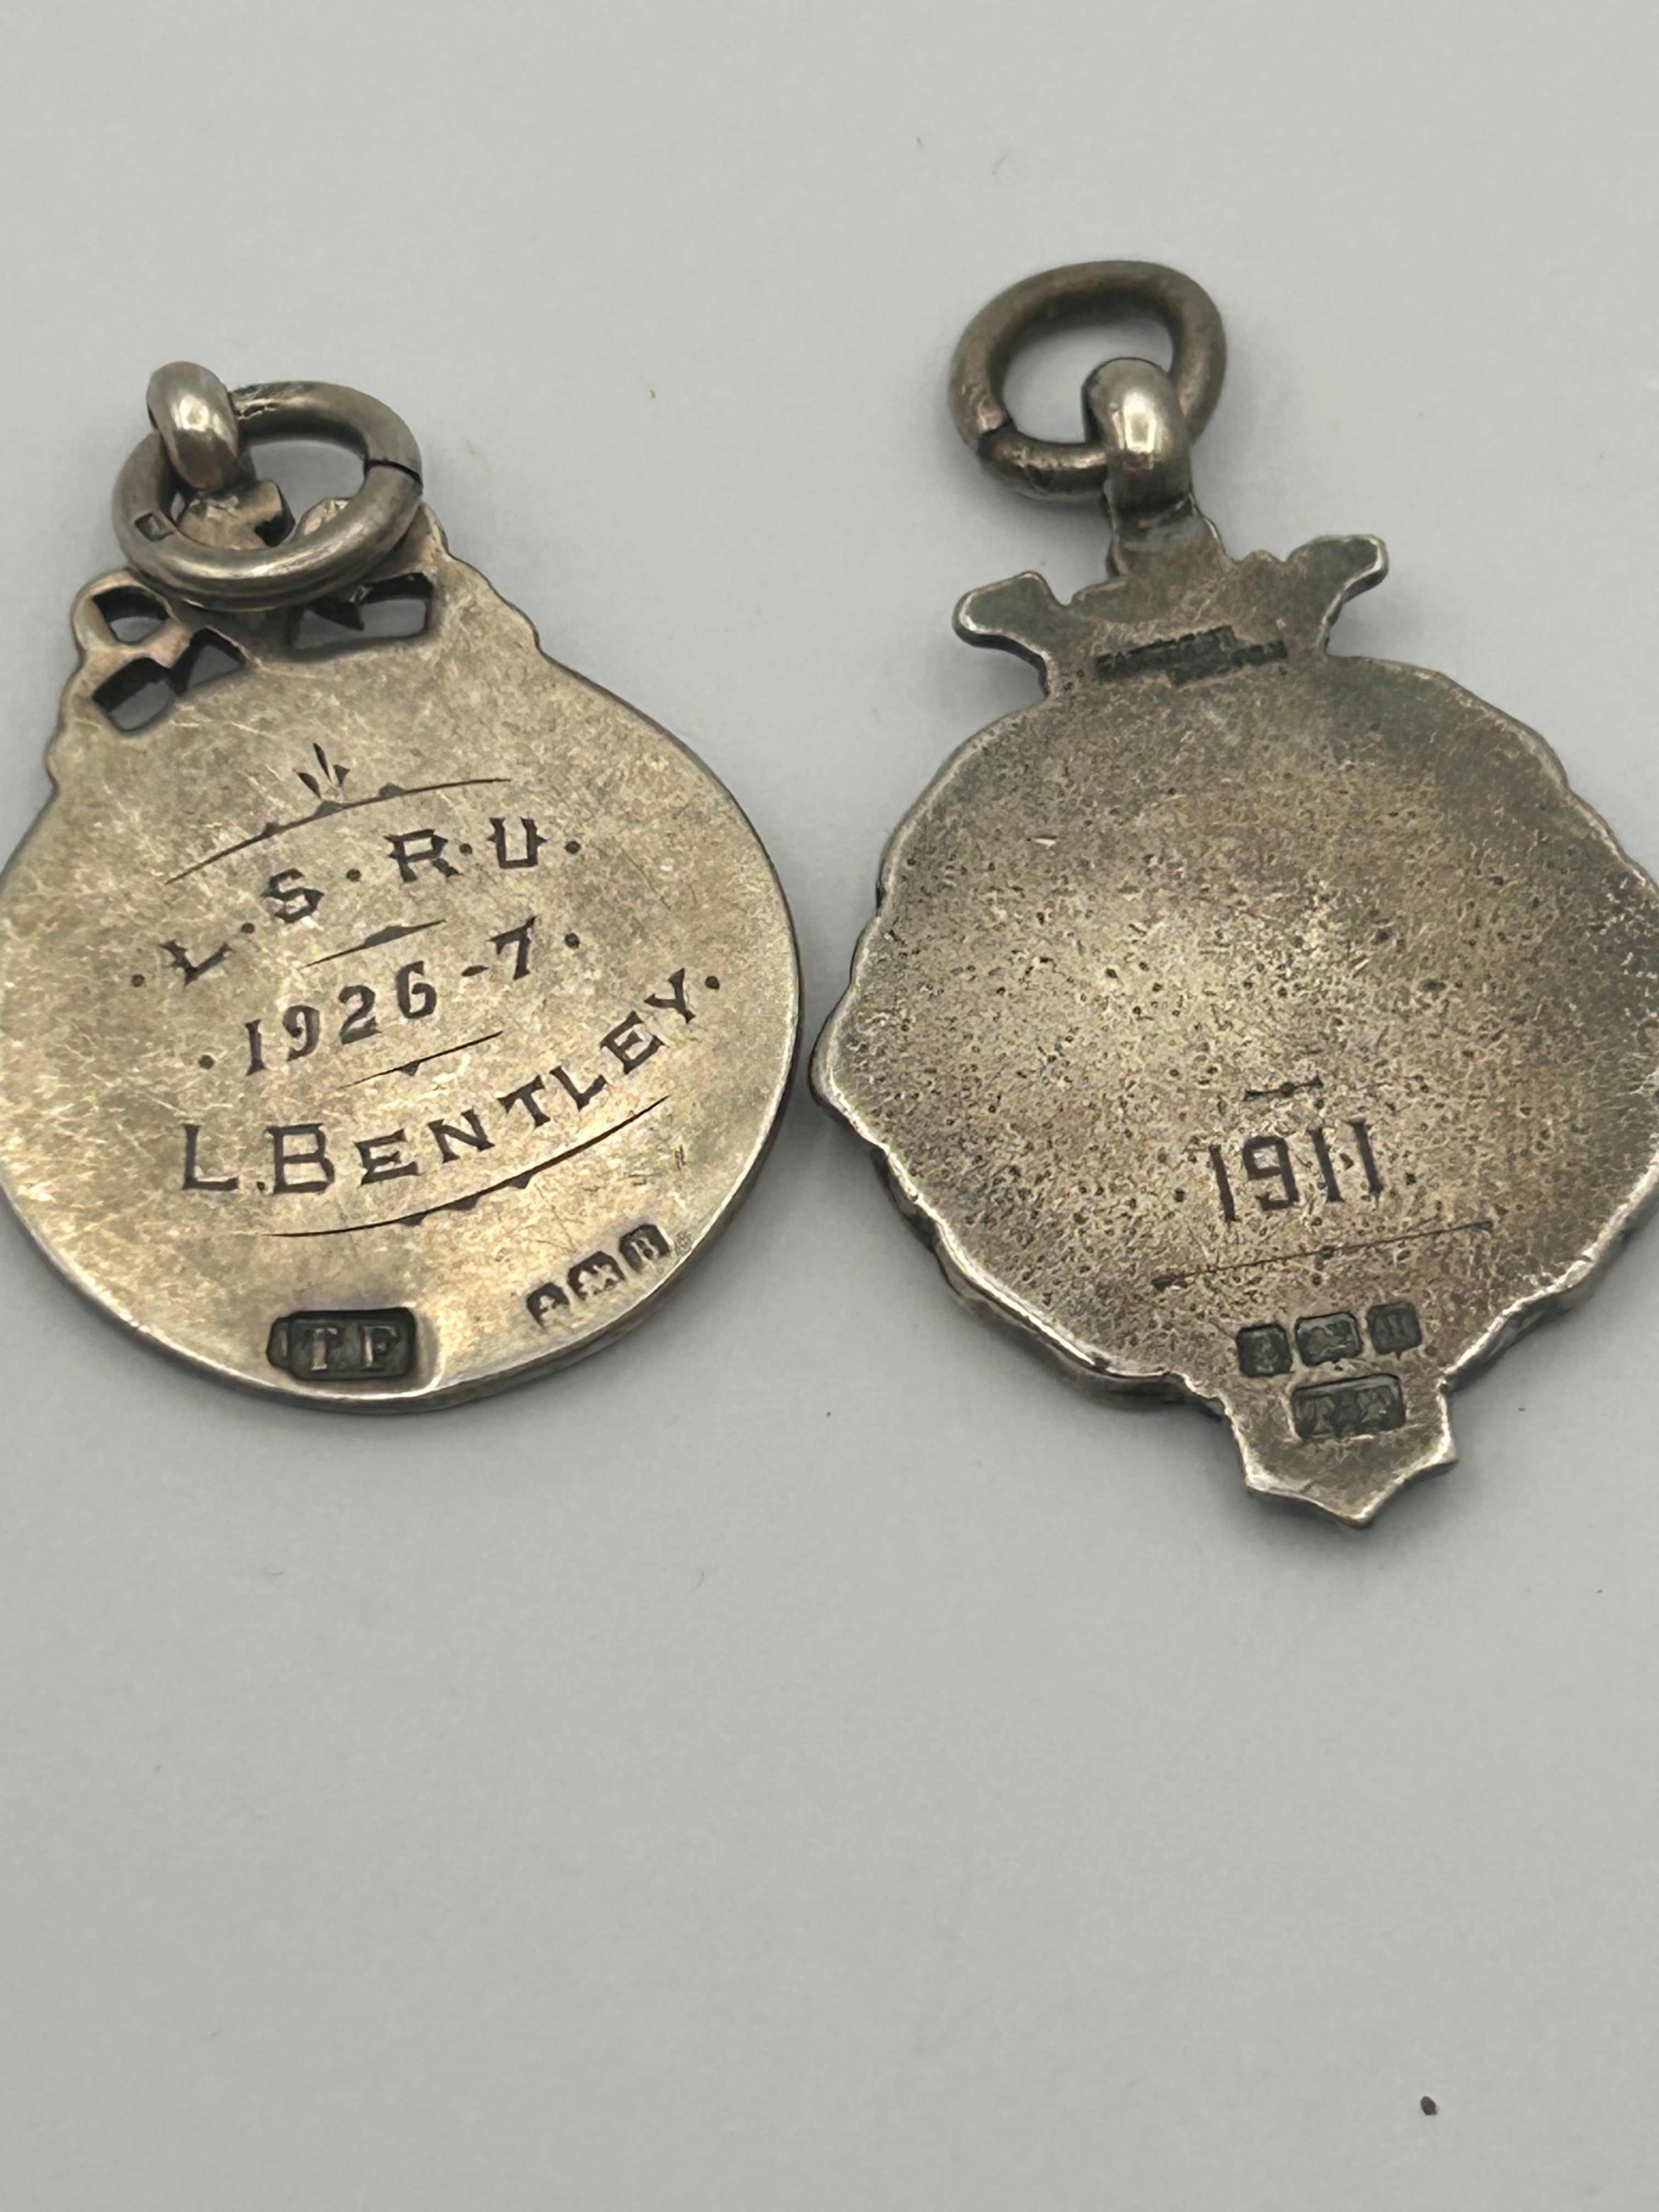 L.S.R.U.
.1926-7.
L.BENTLEY.
TF
.1911.
T.F